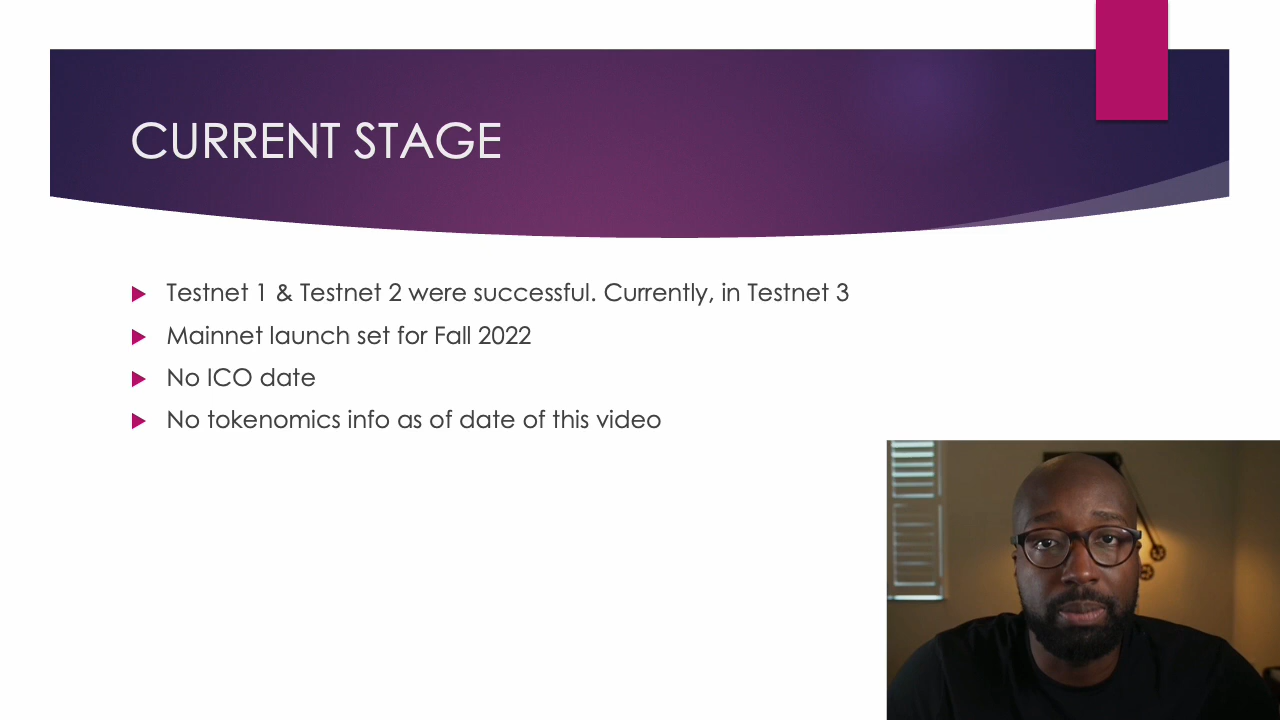 CURRENT STAGE
Testnet 1 & Testnet 2 were successful. Currently, in Testnet 3
Mainnet launch set for Fall 2022
No ICO date
No tokenomics info as of date of this video